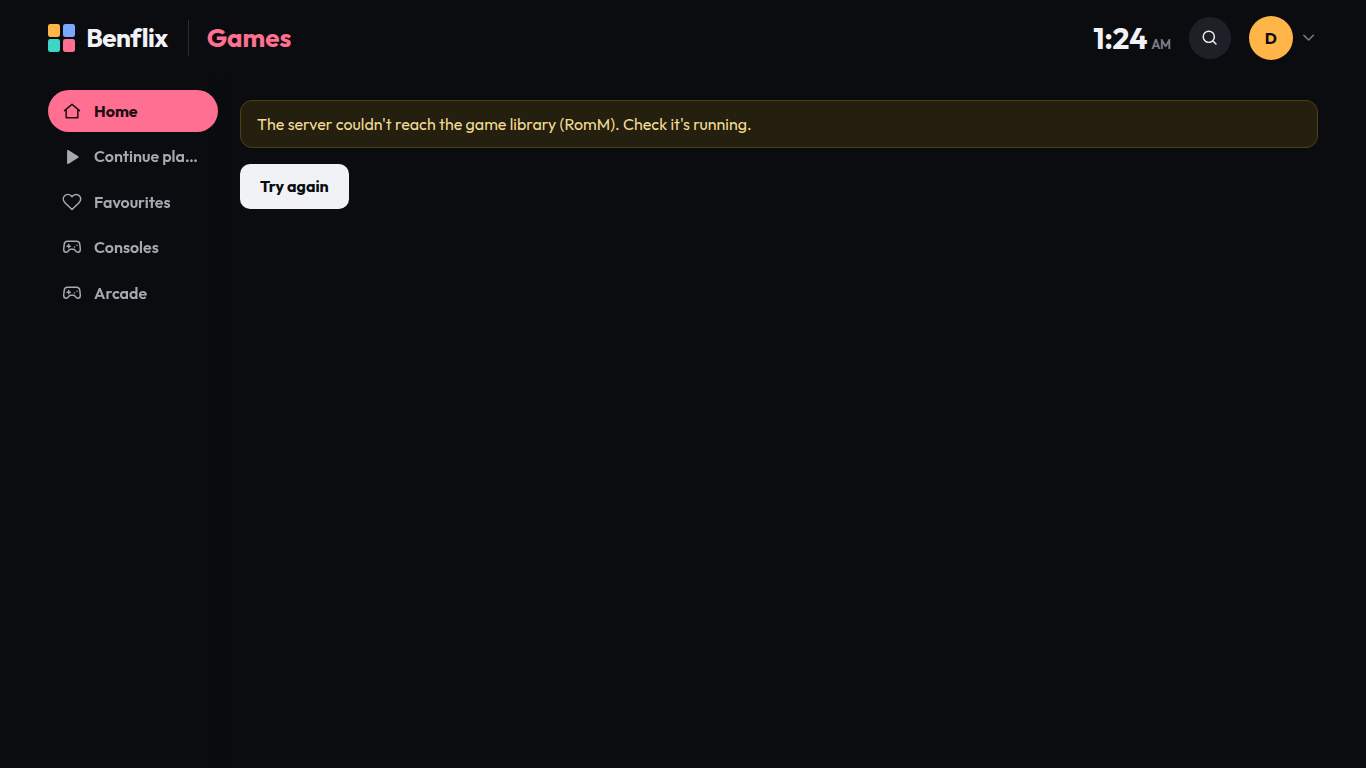 Benflix
Games
1:24 AM
D
Home
Continue pla...
Favourites
Consoles
Arcade
The server couldn't reach the game library (RomM). Check it's running.
Try again